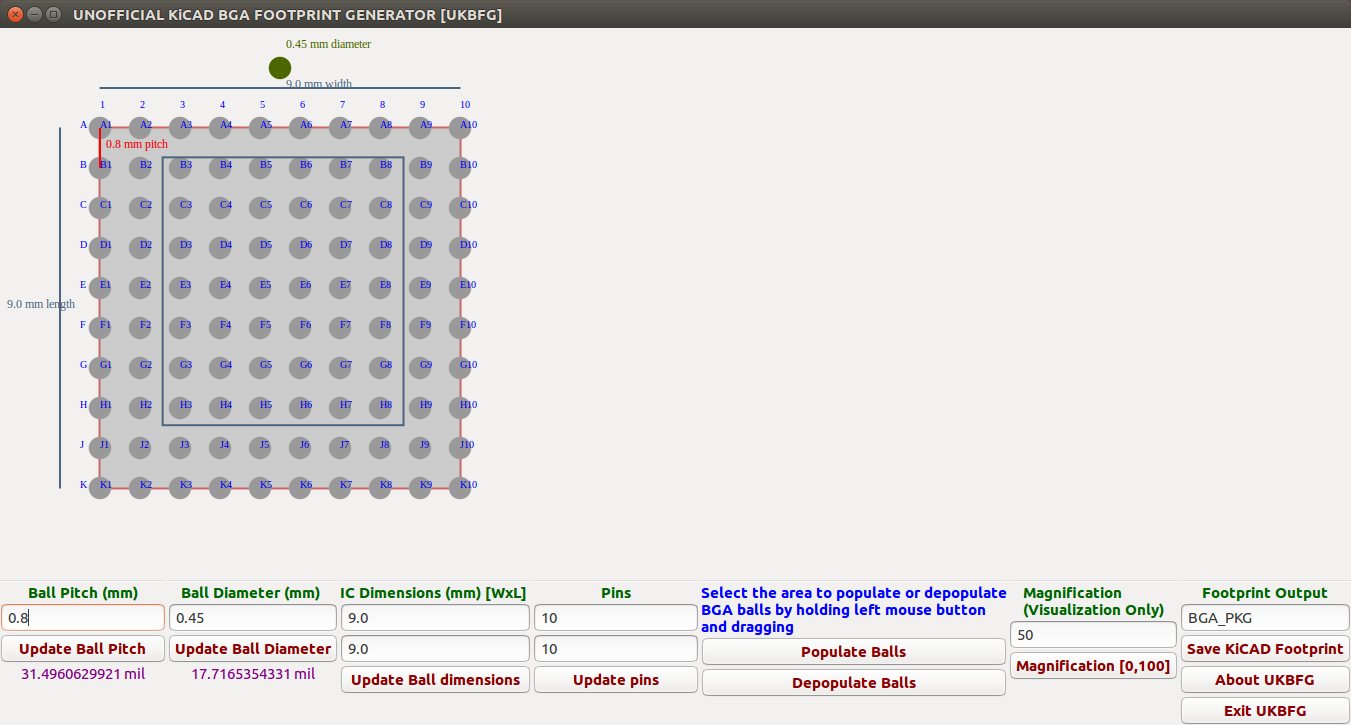 UNOFFICIAL KiCAD BGA FOOTPRINT GENERATOR [UKBFG]
0.45 mm diameter
9.0 mm width
1 2 3 4 5 6 7 8 9 10
A A1 A2 A3 A4 A5 A6 A7 A8 A9 A10
0.8 mm pitch
B B1 B2 B3 B4 B5 B6 B7 B8 B9 B10
C C1 C2 C3 C4 C5 C6 C7 C8 C9 C10
D D1 D2 D3 D4 D5 D6 D7 D8 D9 D10
E E1 E2 E3 E4 E5 E6 E7 E8 E9 E10
9.0 mm length
F F1 F2 F3 F4 F5 F6 F7 F8 F9 F10
G G1 G2 G3 G4 G5 G6 G7 G8 G9 G10
H H1 H2 H3 H4 H5 H6 H7 H8 H9 H10
J J1 J2 J3 J4 J5 J6 J7 J8 J9 J10
K K1 K2 K3 K4 K5 K6 K7 K8 K9 K10
Ball Pitch (mm)
0.8
Update Ball Pitch
31.4960629921 mil
Ball Diameter (mm)
0.45
Update Ball Diameter
17.7165354331 mil
IC Dimensions (mm) [WxL]
9.0
9.0
Update Ball dimensions
Pins
10
10
Update pins
Select the area to populate or depopulate
BGA balls by holding left mouse button
and dragging
Populate Balls
Depopulate Balls
Magnification
(Visualization Only)
50
Magnification [0,100]
Footprint Output
BGA_PKG
Save KiCAD Footprint
About UKBFG
Exit UKBFG